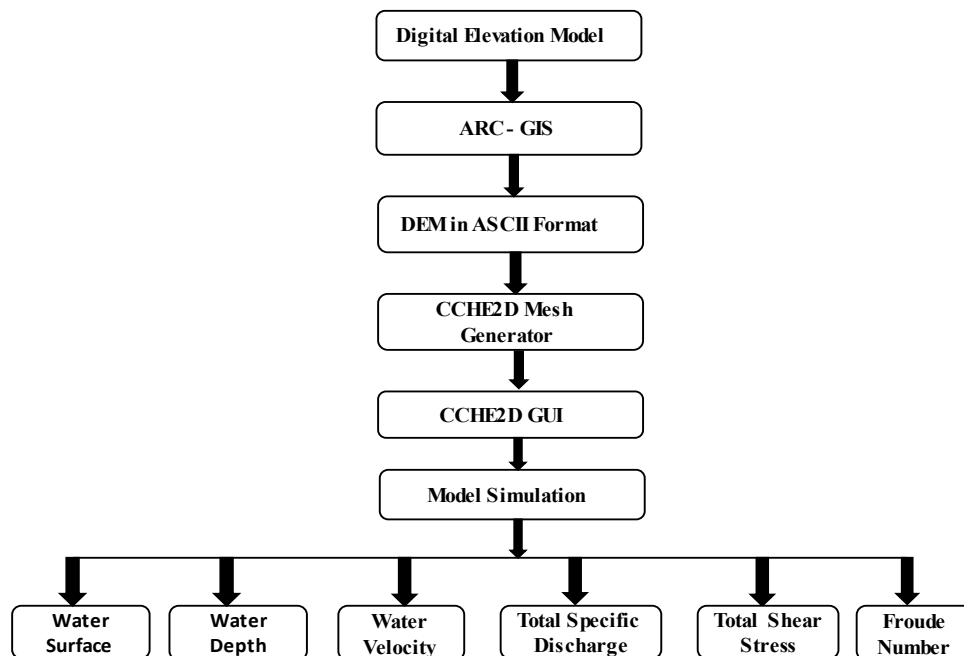 Digital Elevation Model
ARC - GIS
DEM in ASCII Format
CCHE2D Mesh
Generator
CCHE2D GUI
Model Simulation
Water
Surface
Water
Depth
Water
Velocity
Total Specific
Discharge
Total Shear
Stress
Froude
Number